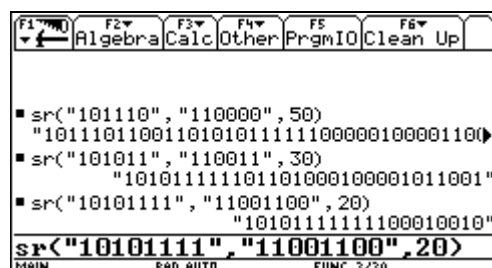 F1 F2 F3 F4 F5 F6
Algebra Calc Other PrgmIO Clean Up
sr("101110","110000",50)
"1011101100110101011111100000100001100
sr("101011","110011",30)
"101011111101101000100001011001"
sr("10101111","11001100",20)
"10101111111100010010"
sr("10101111","11001100",20)
MAIN RAD AUTO FUNC 3/30